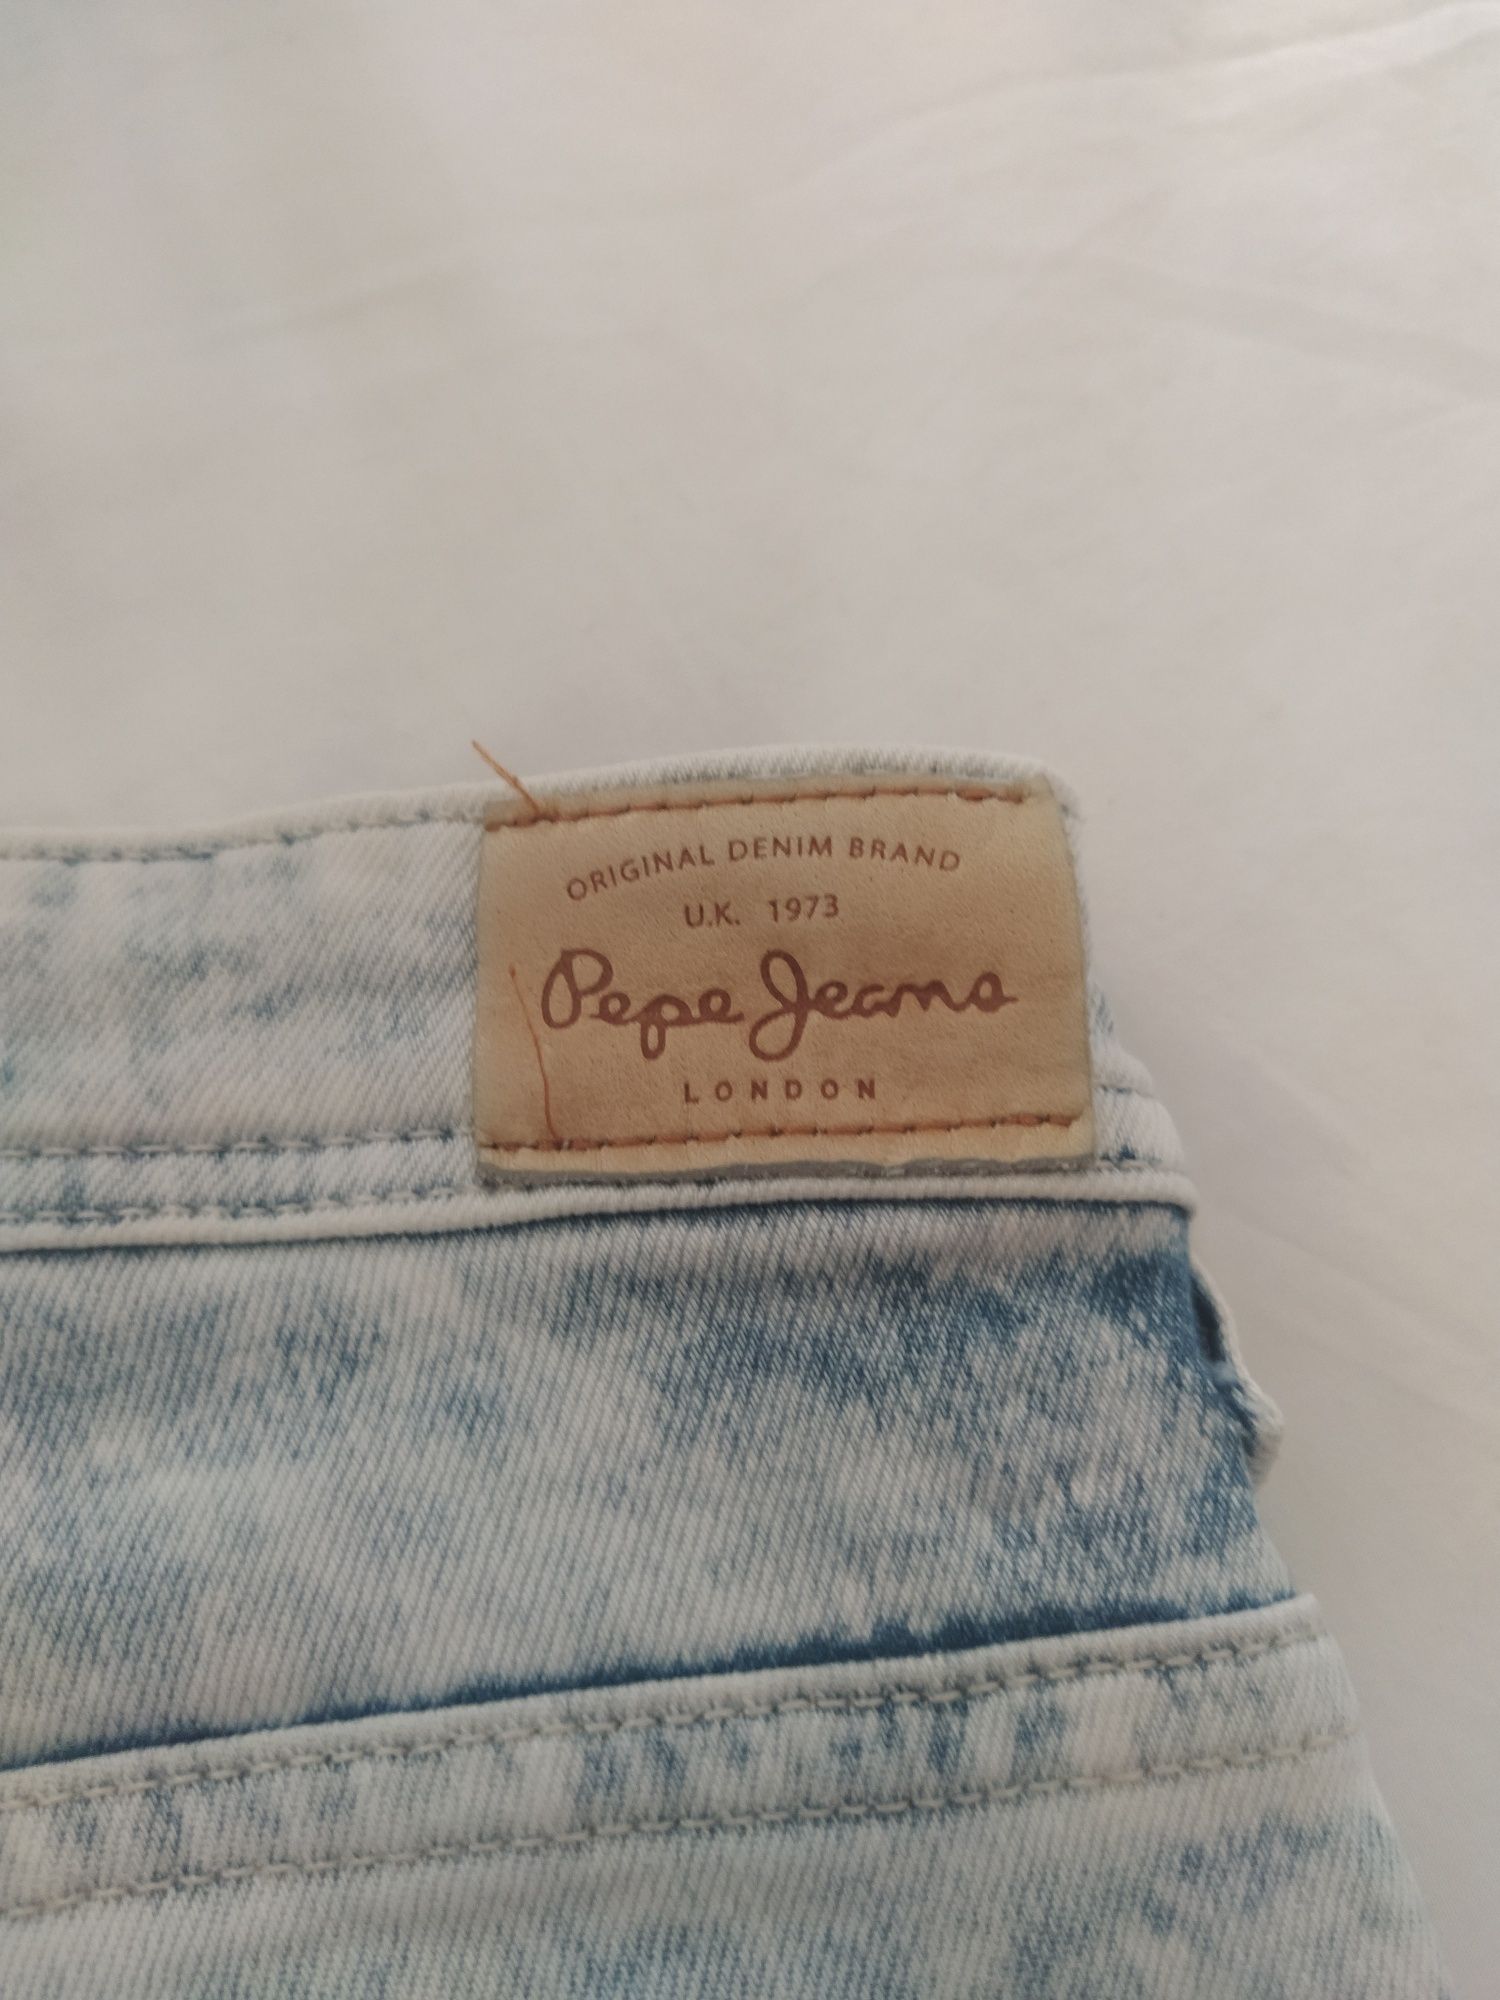 ORIGINAL DENIM BRAND
U.K. 1973
Pepe Jeans
LONDON